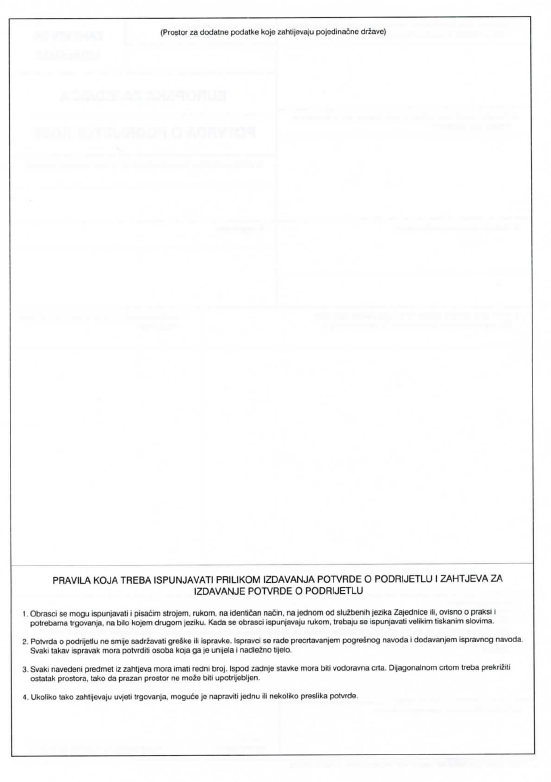 (Prostor za dodatne podatke koje zahtijevaju pojedinačne države)
PRAVILA KOJA TREBA ISPUNJAVATI PRILIKOM IZDAVANJA POTVRDE O PODRIJETLU I ZAHTJEVA ZA
IZDAVANJE POTVRDE O PODRIJETLU
1. Obrasci se mogu ispunjavati i pisaćim strojem, rukom, na identičan način, na jednom od službenih jezika Zajednice ili, ovisno o praksi i
potrebama trgovanja, na bilo kojem drugom jeziku. Kada se obrasci ispunjavaju rukom, trebaju se ispunjavati velikim tiskanim slovima.
2. Potvrda o podrijetlu ne smije sadržavati greške ili ispravke. Ispravci se rade precrtavanjem pogrešnog navoda i dodavanjem ispravnog navoda.
Svaki takav ispravak mora potvrditi osoba koja ga je unijela i nadležno tijelo.
3. Svaki navedeni predmet iz zahtjeva mora imati redni broj. Ispod zadnje stavke mora biti vodoravna crta. Dijagonalnom crtom treba prekrižiti
ostatak prostora, tako da prazan prostor ne može biti upotrijebljen.
4. Ukoliko tako zahtijevaju uvjeti trgovanja, moguće je napraviti jednu ili nekoliko preslika potvrde.